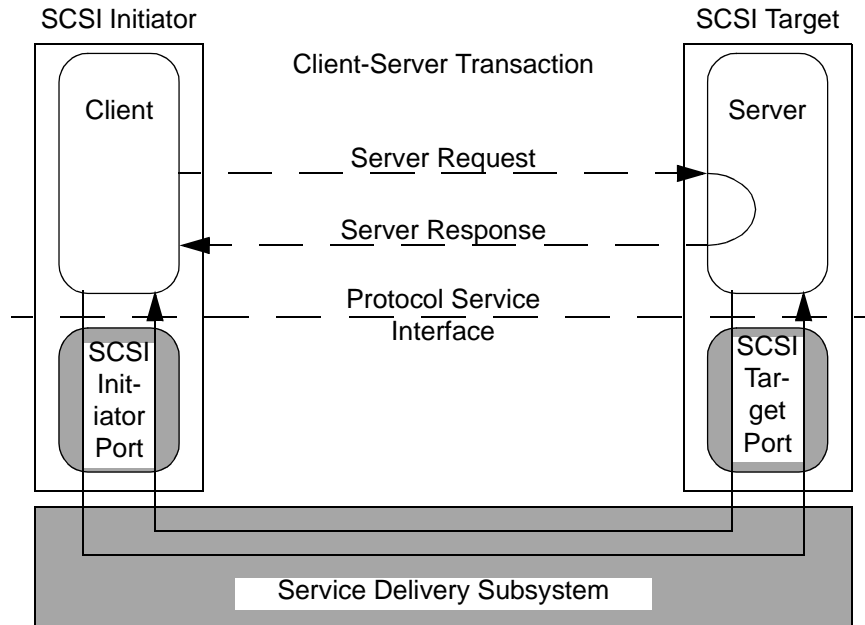 SCSI Initiator
SCSI Target
Client-Server Transaction
Client
Server
Server Request
Server Response
Protocol Service
Interface
SCSI
Init-
iator
Port
SCSI
Tar-
get
Port
Service Delivery Subsystem